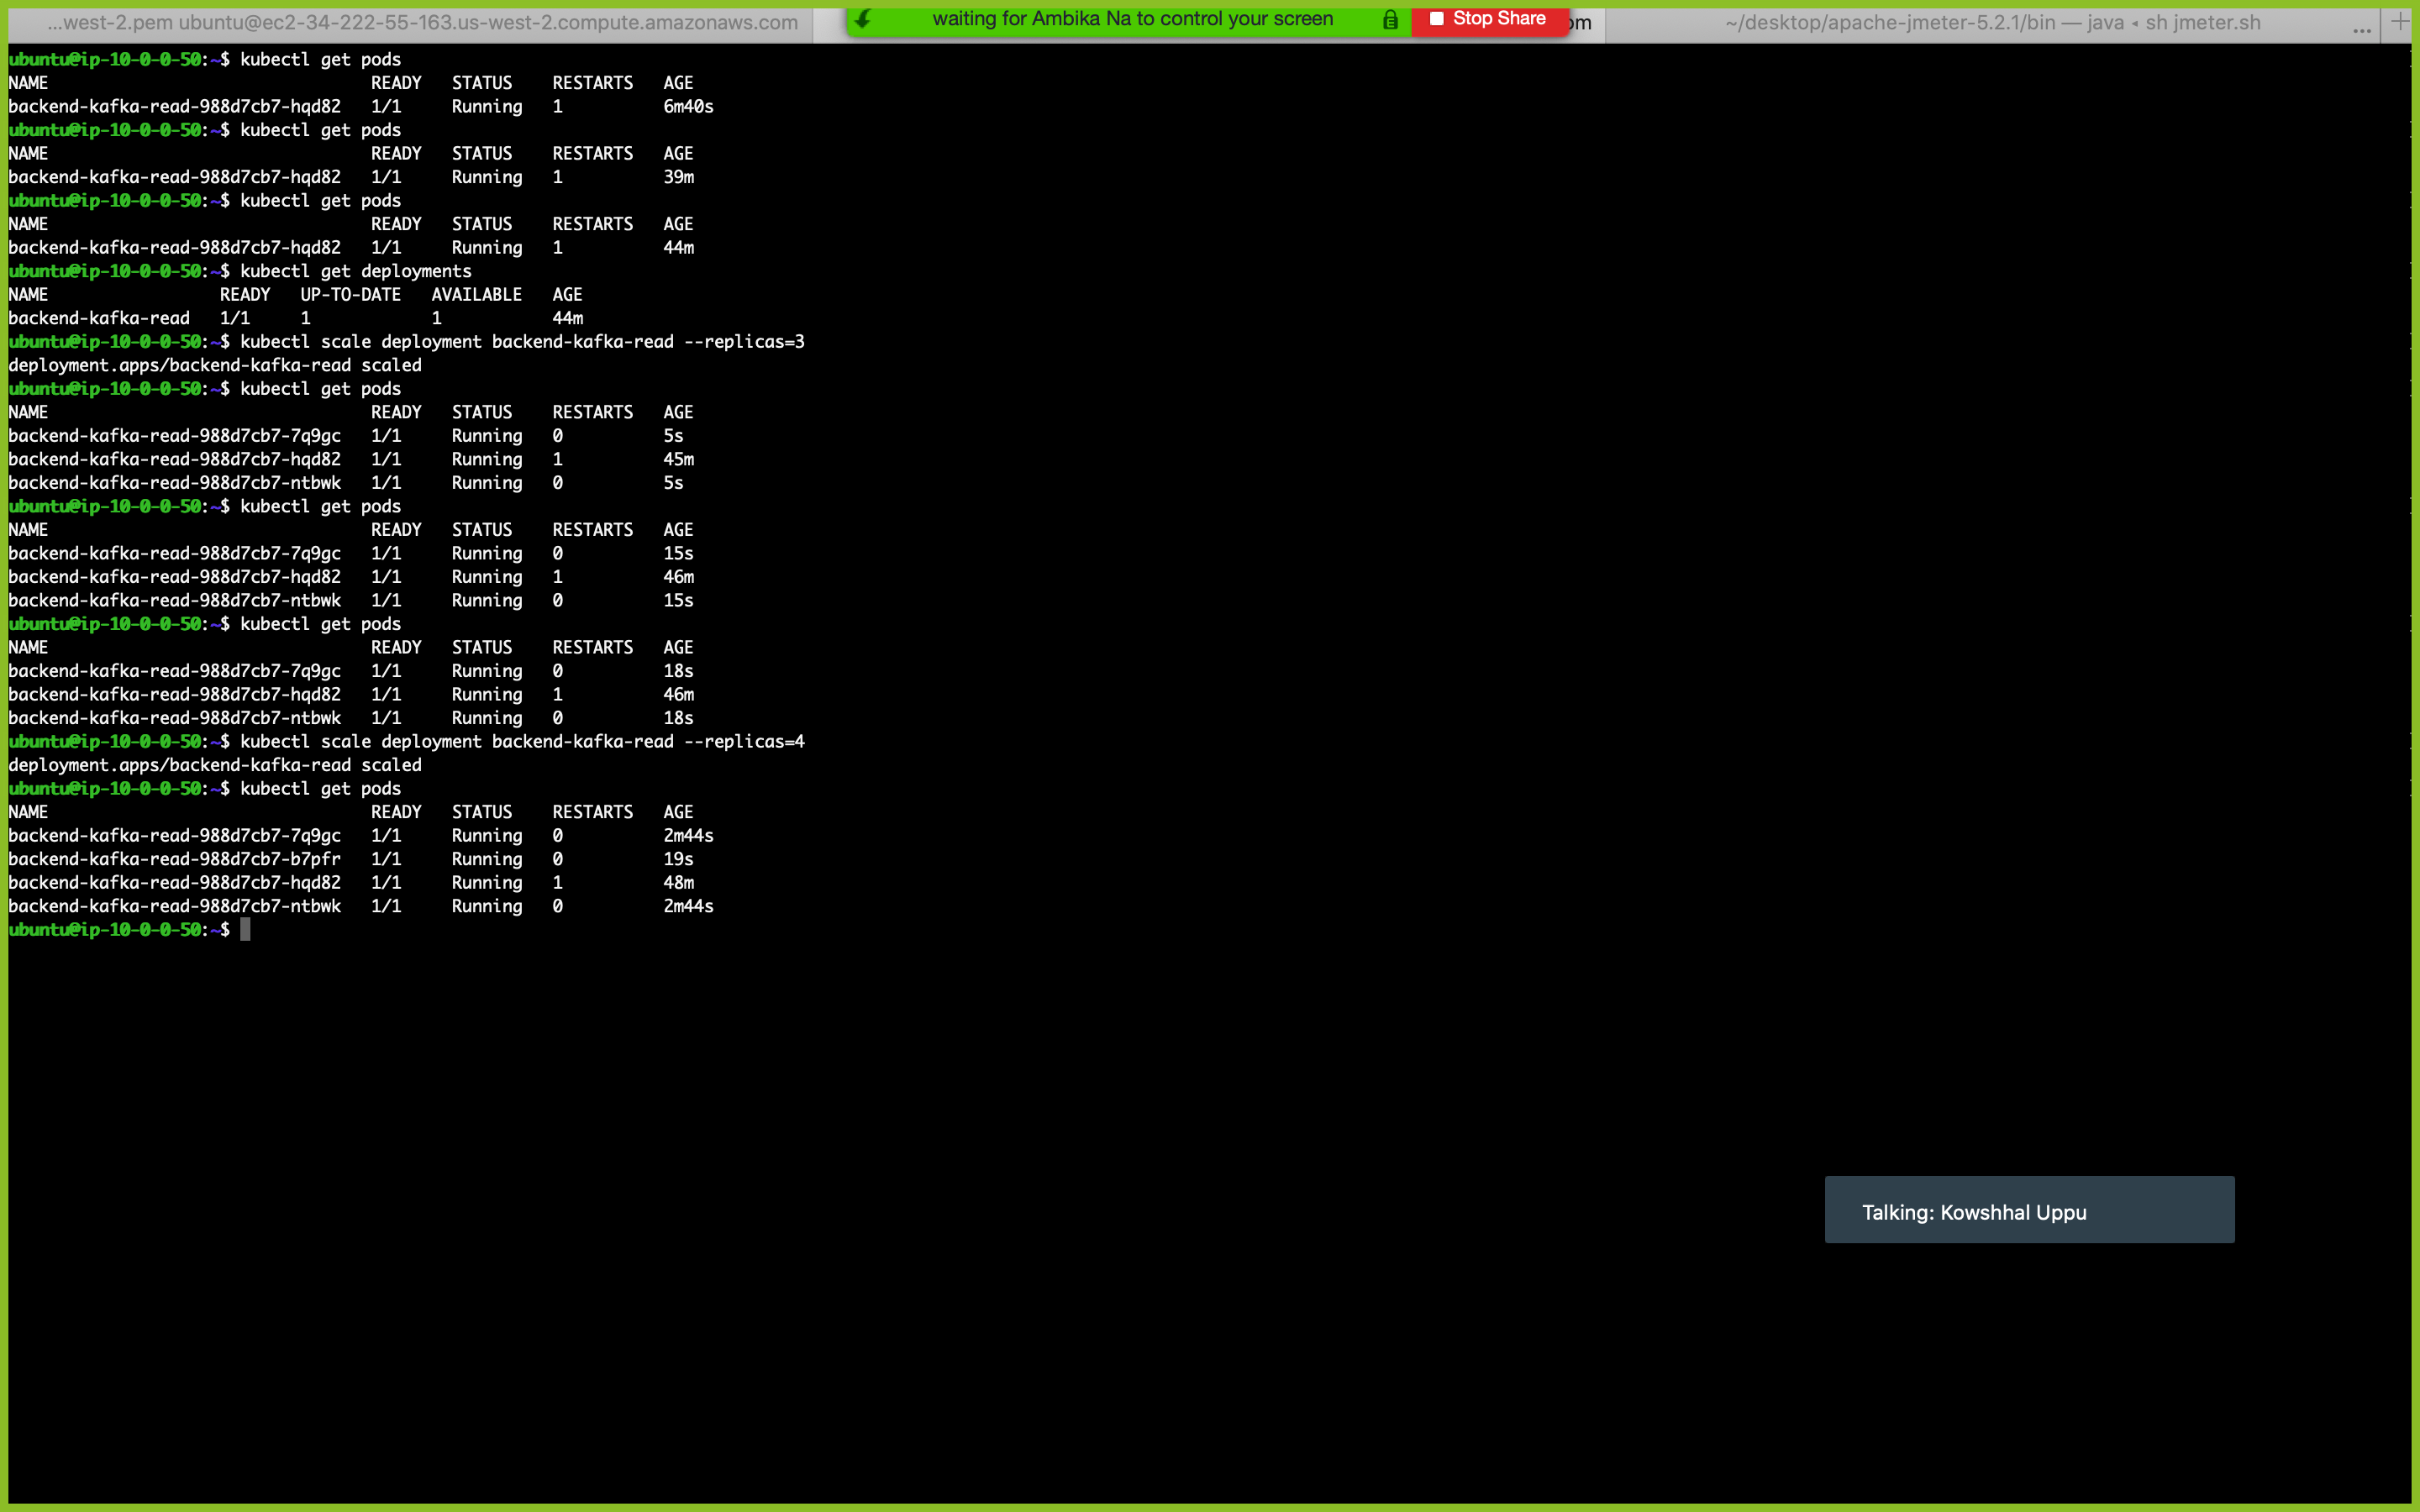 ...west-2.pem ubuntu@ec2-34-222-55-163.us-west-2.compute.amazonaws.com
waiting for Ambika Na to control your screen
Stop Share
om
~/desktop/apache-jmeter-5.2.1/bin — java ◂ sh jmeter.sh
...
ubuntu@ip-10-0-0-50:~$ kubectl get pods
NAME READY STATUS RESTARTS AGE
backend-kafka-read-988d7cb7-hqd82 1/1 Running 1 6m40s
ubuntu@ip-10-0-0-50:~$ kubectl get pods
NAME READY STATUS RESTARTS AGE
backend-kafka-read-988d7cb7-hqd82 1/1 Running 1 39m
ubuntu@ip-10-0-0-50:~$ kubectl get pods
NAME READY STATUS RESTARTS AGE
backend-kafka-read-988d7cb7-hqd82 1/1 Running 1 44m
ubuntu@ip-10-0-0-50:~$ kubectl get deployments
NAME READY UP-TO-DATE AVAILABLE AGE
backend-kafka-read 1/1 1 1 44m
ubuntu@ip-10-0-0-50:~$ kubectl scale deployment backend-kafka-read --replicas=3
deployment.apps/backend-kafka-read scaled
ubuntu@ip-10-0-0-50:~$ kubectl get pods
NAME READY STATUS RESTARTS AGE
backend-kafka-read-988d7cb7-7q9gc 1/1 Running 0 5s
backend-kafka-read-988d7cb7-hqd82 1/1 Running 1 45m
backend-kafka-read-988d7cb7-ntbwk 1/1 Running 0 5s
ubuntu@ip-10-0-0-50:~$ kubectl get pods
NAME READY STATUS RESTARTS AGE
backend-kafka-read-988d7cb7-7q9gc 1/1 Running 0 15s
backend-kafka-read-988d7cb7-hqd82 1/1 Running 1 46m
backend-kafka-read-988d7cb7-ntbwk 1/1 Running 0 15s
ubuntu@ip-10-0-0-50:~$ kubectl get pods
NAME READY STATUS RESTARTS AGE
backend-kafka-read-988d7cb7-7q9gc 1/1 Running 0 18s
backend-kafka-read-988d7cb7-hqd82 1/1 Running 1 46m
backend-kafka-read-988d7cb7-ntbwk 1/1 Running 0 18s
ubuntu@ip-10-0-0-50:~$ kubectl scale deployment backend-kafka-read --replicas=4
deployment.apps/backend-kafka-read scaled
ubuntu@ip-10-0-0-50:~$ kubectl get pods
NAME READY STATUS RESTARTS AGE
backend-kafka-read-988d7cb7-7q9gc 1/1 Running 0 2m44s
backend-kafka-read-988d7cb7-b7pfr 1/1 Running 0 19s
backend-kafka-read-988d7cb7-hqd82 1/1 Running 1 48m
backend-kafka-read-988d7cb7-ntbwk 1/1 Running 0 2m44s
ubuntu@ip-10-0-0-50:~$
Talking: Kowshhal Uppu